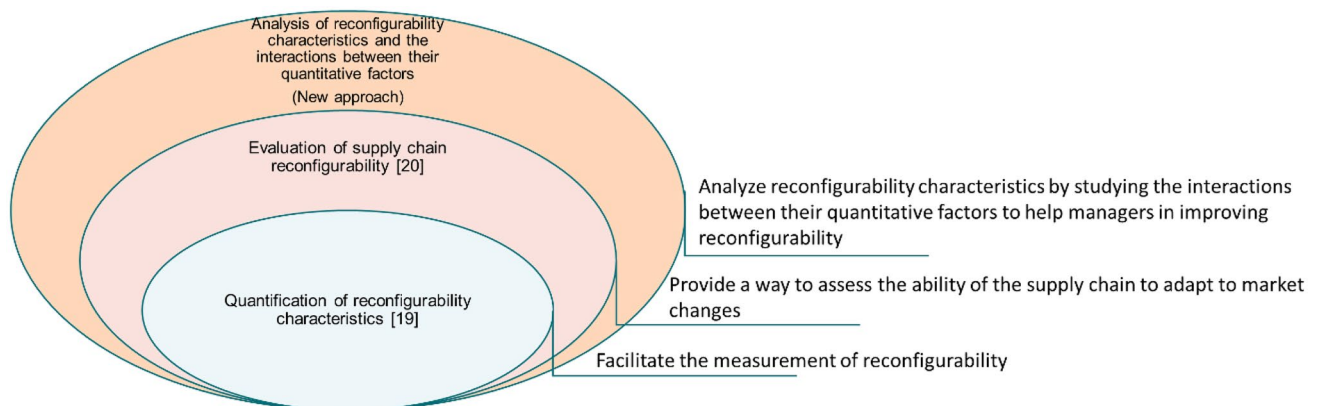 Analysis of reconfigurability
characteristics and the
interactions between their
quantitative factors
(New approach)
Evaluation of supply chain
reconfigurability [20]
Quantification of reconfigurability
characteristics [19]
Analyze reconfigurability characteristics by studying the interactions
between their quantitative factors to help managers in improving
reconfigurability
Provide a way to assess the ability of the supply chain to adapt to market
changes
Facilitate the measurement of reconfigurability